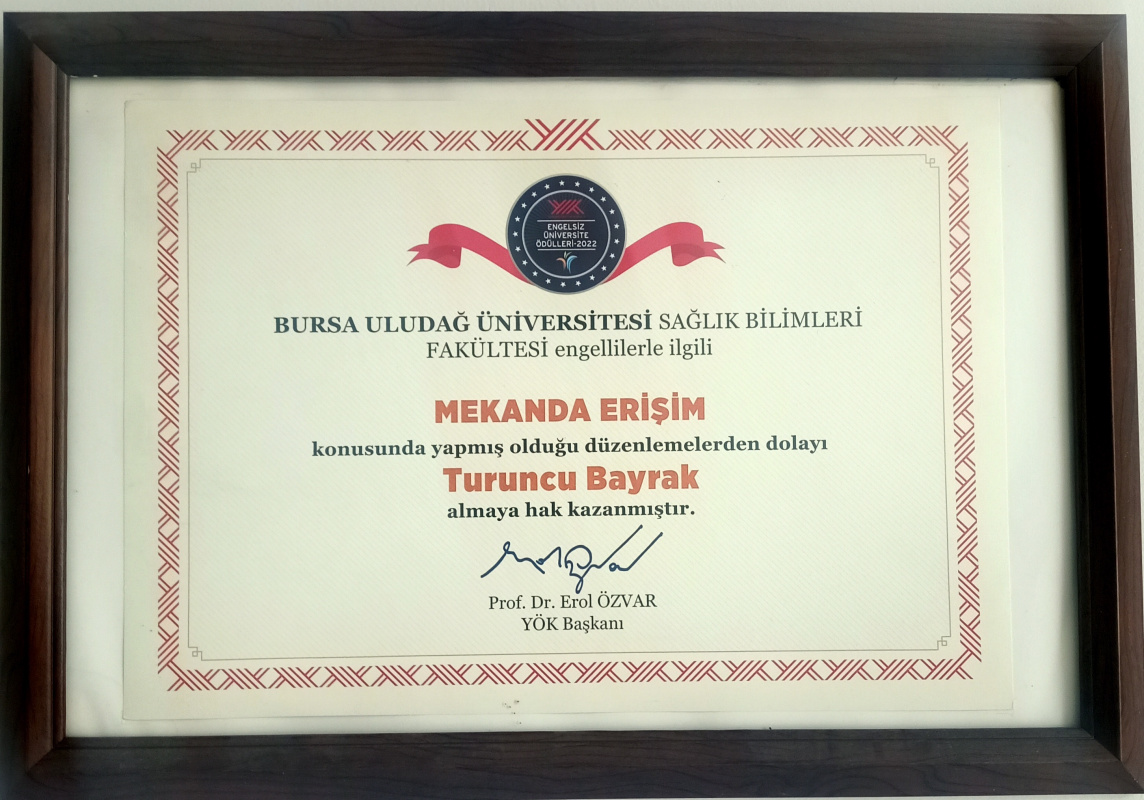 ENGELSİZ
ÜNİVERSİTE
ÖDÜLLERİ-2022
BURSA ULUDAĞ ÜNİVERSİTESİ SAĞLIK BİLİMLERİ
FAKÜLTESİ engellilerle ilgili
MEKANDA ERİŞİM
konusunda yapmış olduğu düzenlemelerden dolayı
Turuncu Bayrak
almaya hak kazanmıştır.
Prof. Dr. Erol ÖZVAR
YÖK Başkanı